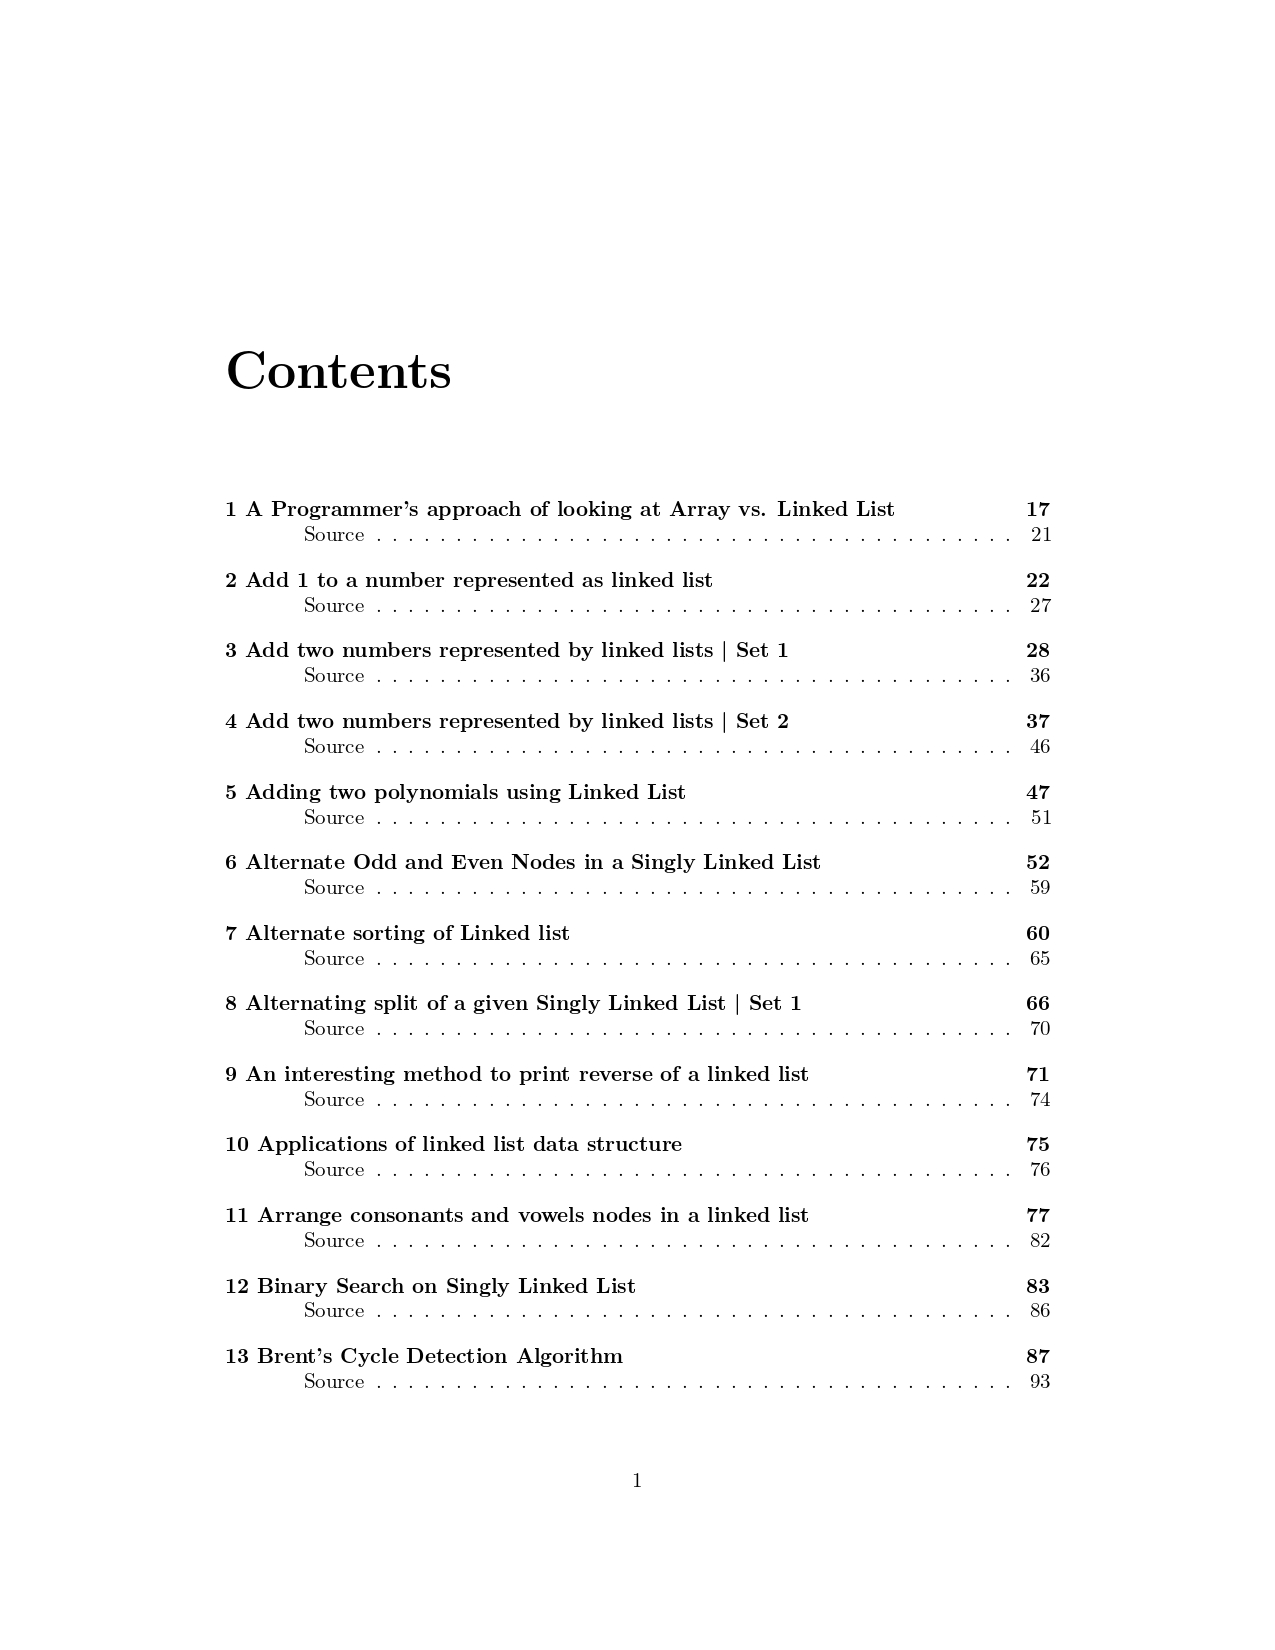 Contents
1 A Programmer's approach of looking at Array vs. Linked List 17
Source . . . . . . . . . . . . . . . . . . . . . . . . . . . . . . . . . . . . . . . . 21
2 Add 1 to a number represented as linked list 22
Source . . . . . . . . . . . . . . . . . . . . . . . . . . . . . . . . . . . . . . . . 27
3 Add two numbers represented by linked lists | Set 1 28
Source . . . . . . . . . . . . . . . . . . . . . . . . . . . . . . . . . . . . . . . . 36
4 Add two numbers represented by linked lists | Set 2 37
Source . . . . . . . . . . . . . . . . . . . . . . . . . . . . . . . . . . . . . . . . 46
5 Adding two polynomials using Linked List 47
Source . . . . . . . . . . . . . . . . . . . . . . . . . . . . . . . . . . . . . . . . 51
6 Alternate Odd and Even Nodes in a Singly Linked List 52
Source . . . . . . . . . . . . . . . . . . . . . . . . . . . . . . . . . . . . . . . . 59
7 Alternate sorting of Linked list 60
Source . . . . . . . . . . . . . . . . . . . . . . . . . . . . . . . . . . . . . . . . 65
8 Alternating split of a given Singly Linked List | Set 1 66
Source . . . . . . . . . . . . . . . . . . . . . . . . . . . . . . . . . . . . . . . . 70
9 An interesting method to print reverse of a linked list 71
Source . . . . . . . . . . . . . . . . . . . . . . . . . . . . . . . . . . . . . . . . 74
10 Applications of linked list data structure 75
Source . . . . . . . . . . . . . . . . . . . . . . . . . . . . . . . . . . . . . . . . 76
11 Arrange consonants and vowels nodes in a linked list 77
Source . . . . . . . . . . . . . . . . . . . . . . . . . . . . . . . . . . . . . . . . 82
12 Binary Search on Singly Linked List 83
Source . . . . . . . . . . . . . . . . . . . . . . . . . . . . . . . . . . . . . . . . 86
13 Brent's Cycle Detection Algorithm 87
Source . . . . . . . . . . . . . . . . . . . . . . . . . . . . . . . . . . . . . . . . 93
1